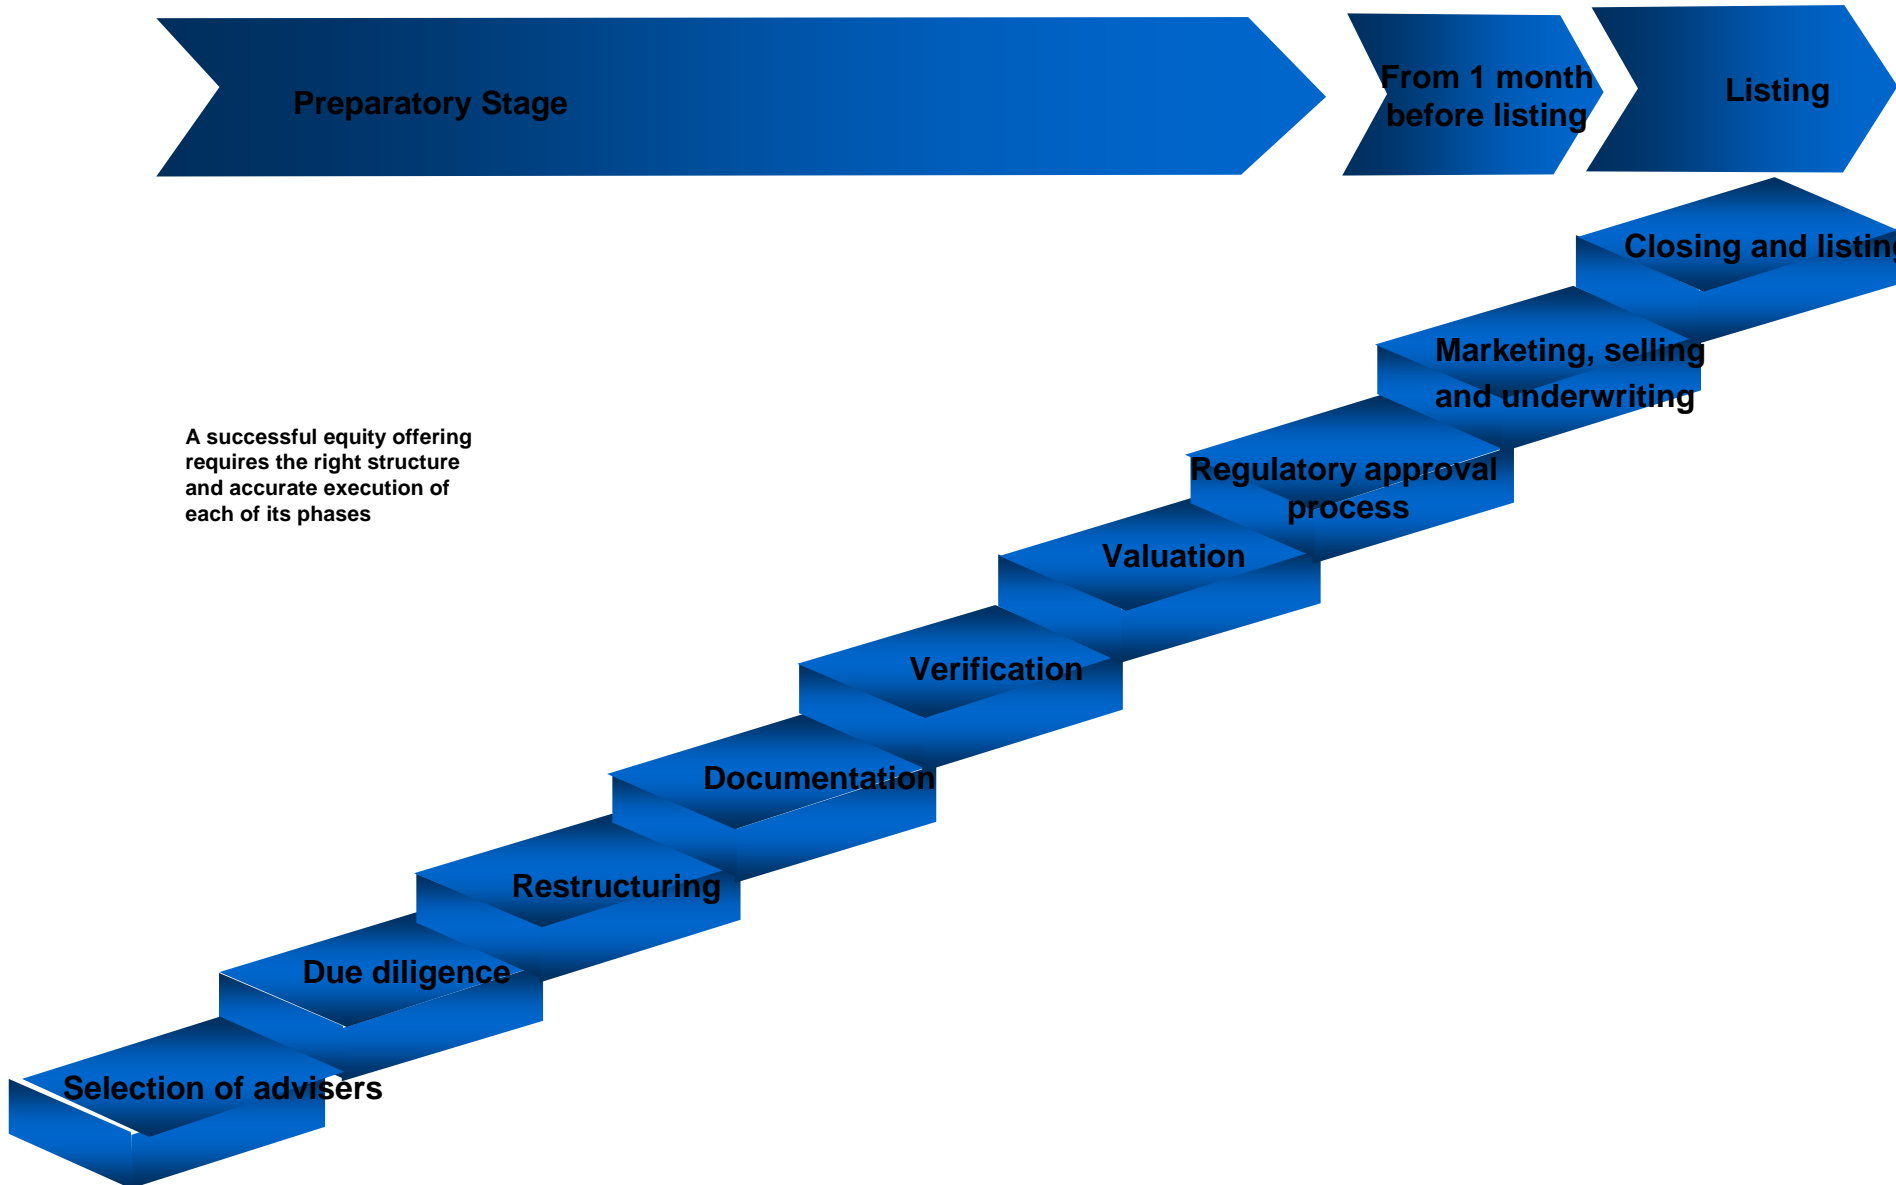 Preparatory Stage
From 1 month
before listing
Listing
Closing and listing
Marketing, selling
and underwriting
A successful equity offering
requires the right structure
and accurate execution of
each of its phases
Regulatory approval
process
Valuation
Verification
Documentation
Restructuring
Due diligence
Selection of advisers